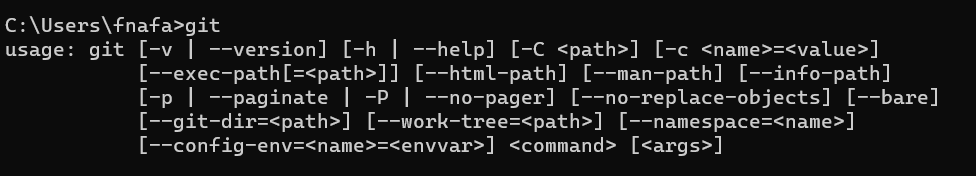 C:\Users\fnafa>git
usage: git [-v | --version] [-h | --help] [-C <path>] [-c <name>=<value>]
           [--exec-path[=<path>]] [--html-path] [--man-path] [--info-path]
           [-p | --paginate | -P | --no-pager] [--no-replace-objects] [--bare]
           [--git-dir=<path>] [--work-tree=<path>] [--namespace=<name>]
           [--config-env=<name>=<envvar>] <command> [<args>]